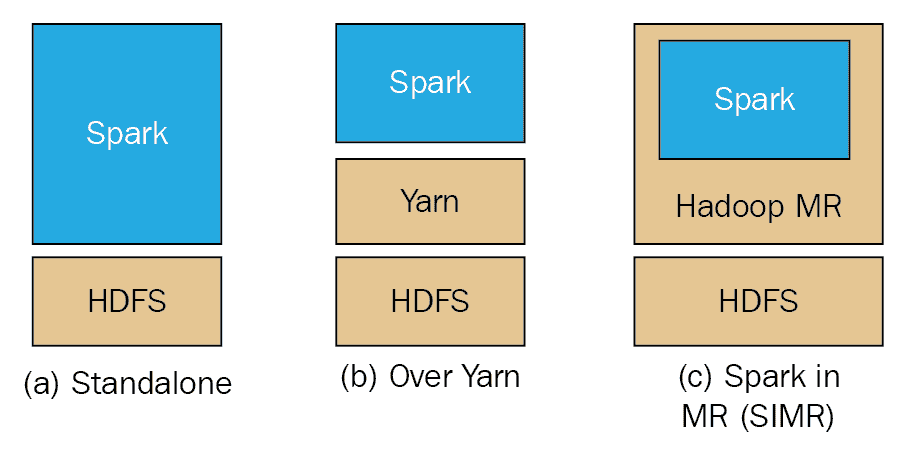 Spark
HDFS
(a) Standalone
Spark
Yarn
HDFS
(b) Over Yarn
Spark
Hadoop MR
HDFS
(c) Spark in
MR (SIMR)